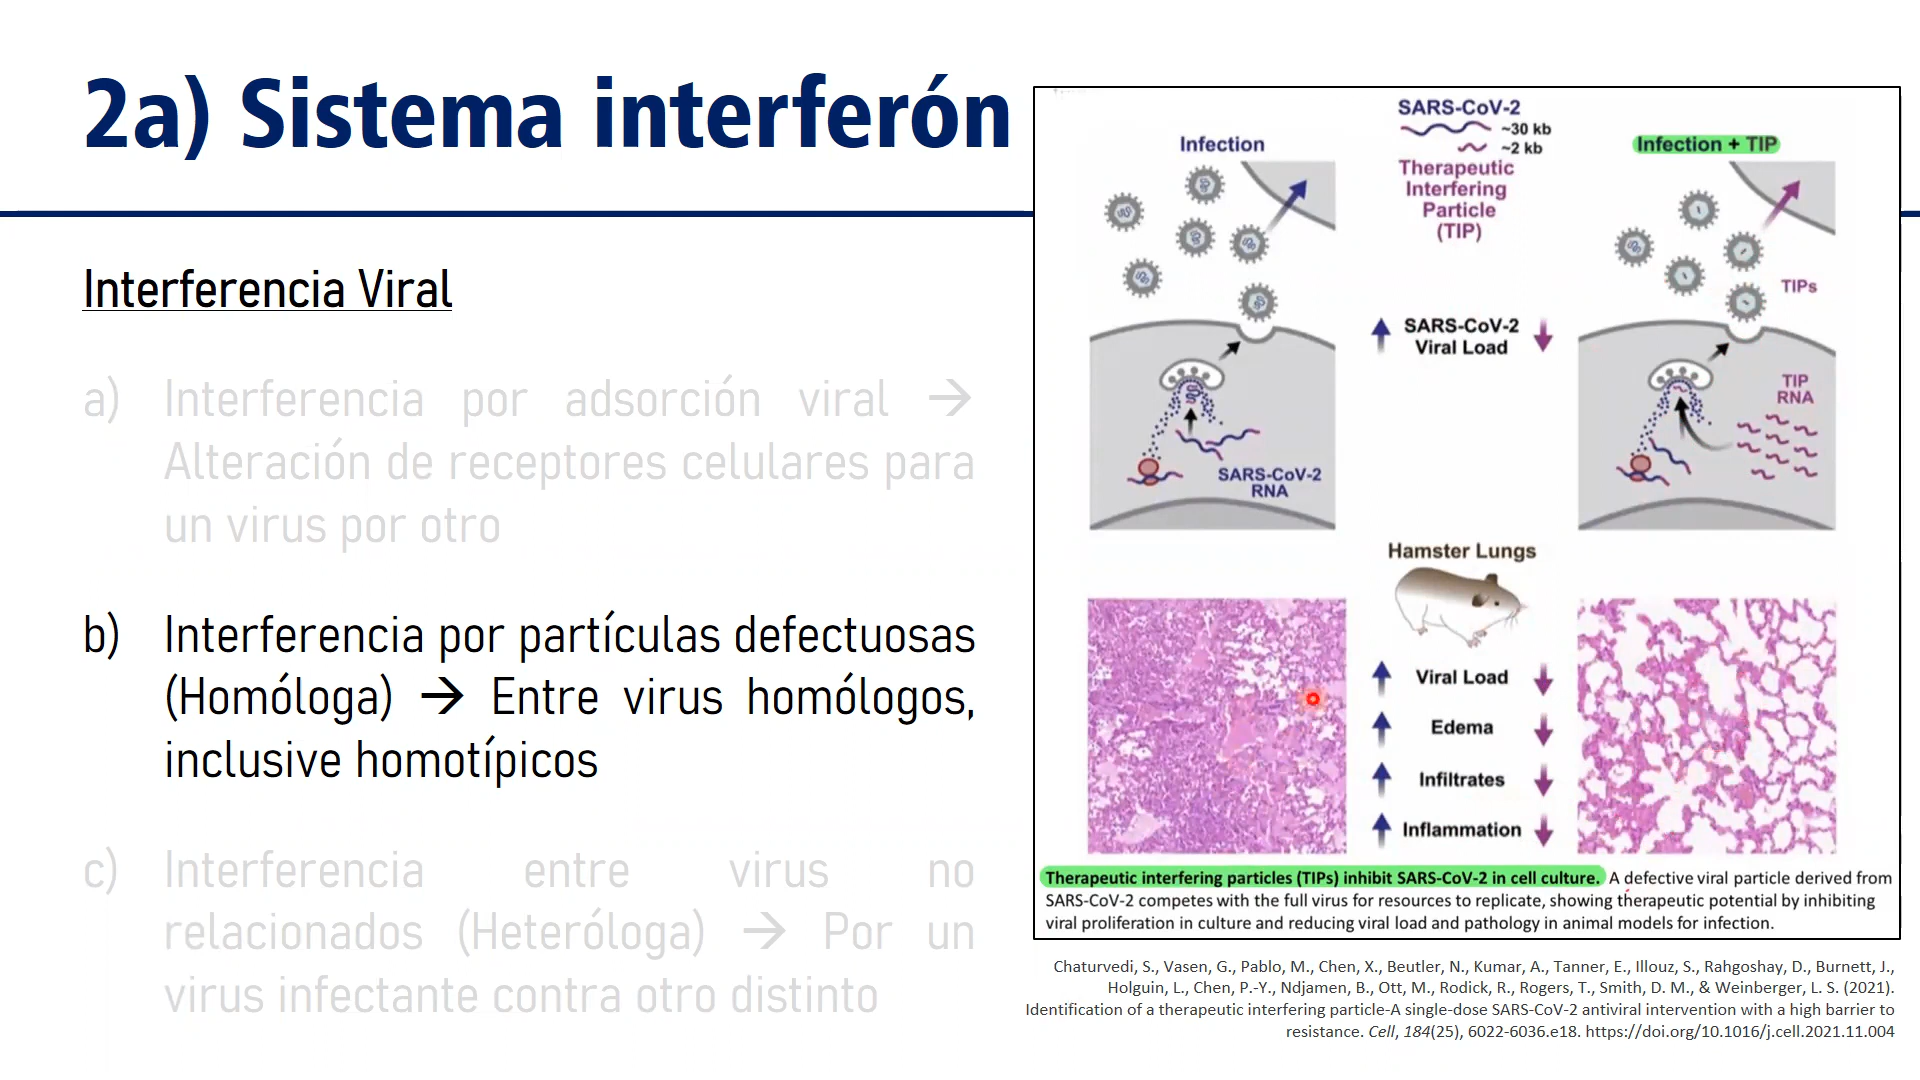 2a) Sistema interferón
Interferencia Viral
a) Interferencia por adsorción viral →
Alteración de receptores celulares para
un virus por otro
b) Interferencia por partículas defectuosas
(Homóloga) → Entre virus homólogos,
inclusive homotípicos
c) Interferencia entre virus no
relacionados (Heteróloga) → Por un
virus infectante contra otro distinto
Infection
SARS-CoV-2
~30 kb
~2 kb
Therapeutic
Interfering
Particle
(TIP)
Infection + TIP
TIPs
SARS-CoV-2
Viral Load
SARS-CoV-2
RNA
TIP
RNA
Hamster Lungs
Viral Load
Edema
Infiltrates
Inflammation
Therapeutic interfering particles (TIPs) inhibit SARS-CoV-2 in cell culture. A defective viral particle derived from
SARS-CoV-2 competes with the full virus for resources to replicate, showing therapeutic potential by inhibiting
viral proliferation in culture and reducing viral load and pathology in animal models for infection.
Chaturvedi, S., Vasen, G., Pablo, M., Chen, X., Beutler, N., Kumar, A., Tanner, E., Illouz, S., Rahgoshay, D., Burnett, J.,
Holguin, L., Chen, P.-Y., Ndjamen, B., Ott, M., Rodick, R., Rogers, T., Smith, D. M., & Weinberger, L. S. (2021).
Identification of a therapeutic interfering particle-A single-dose SARS-CoV-2 antiviral intervention with a high barrier to
resistance. Cell, 184(25), 6022-6036.e18. https://doi.org/10.1016/j.cell.2021.11.004